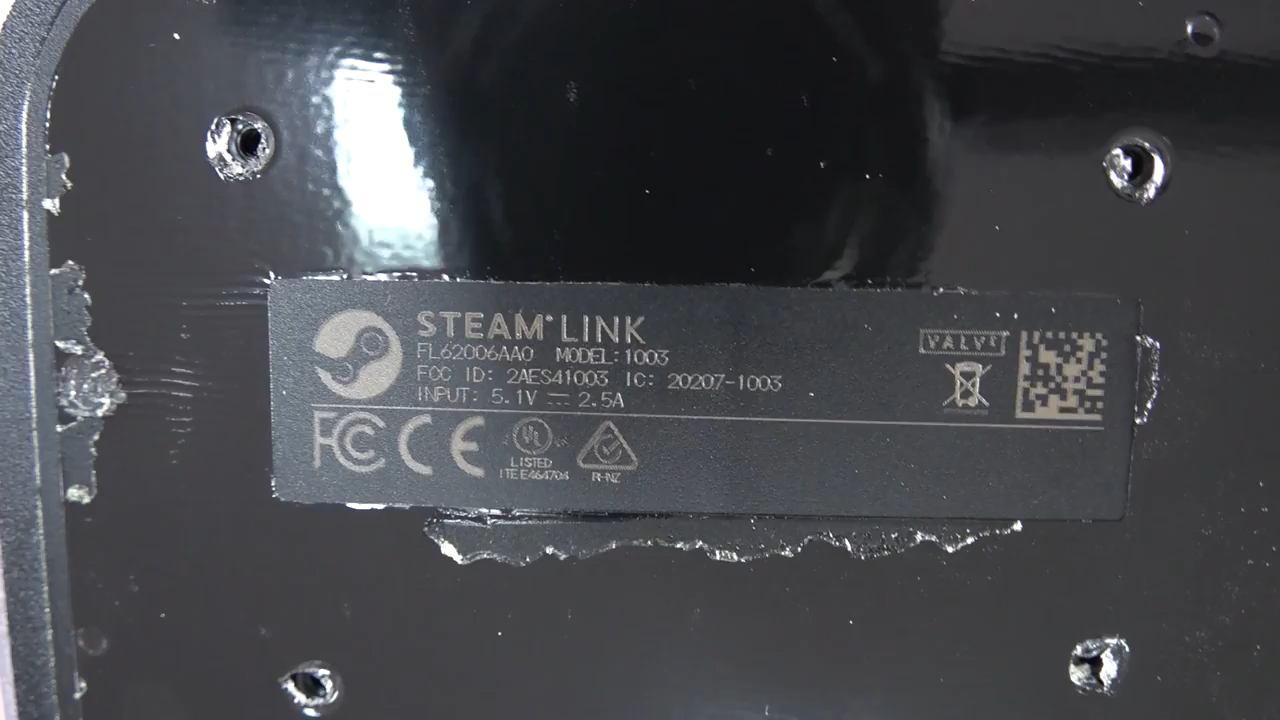 STEAM® LINK
FL62006AA0 MODEL:1003
FCC ID: 2AES41003 IC: 20207-1003
INPUT: 5.1V ⎓ 2.5A
VALVE
FC CE UL
LISTED
ITE E464704
R-NZ